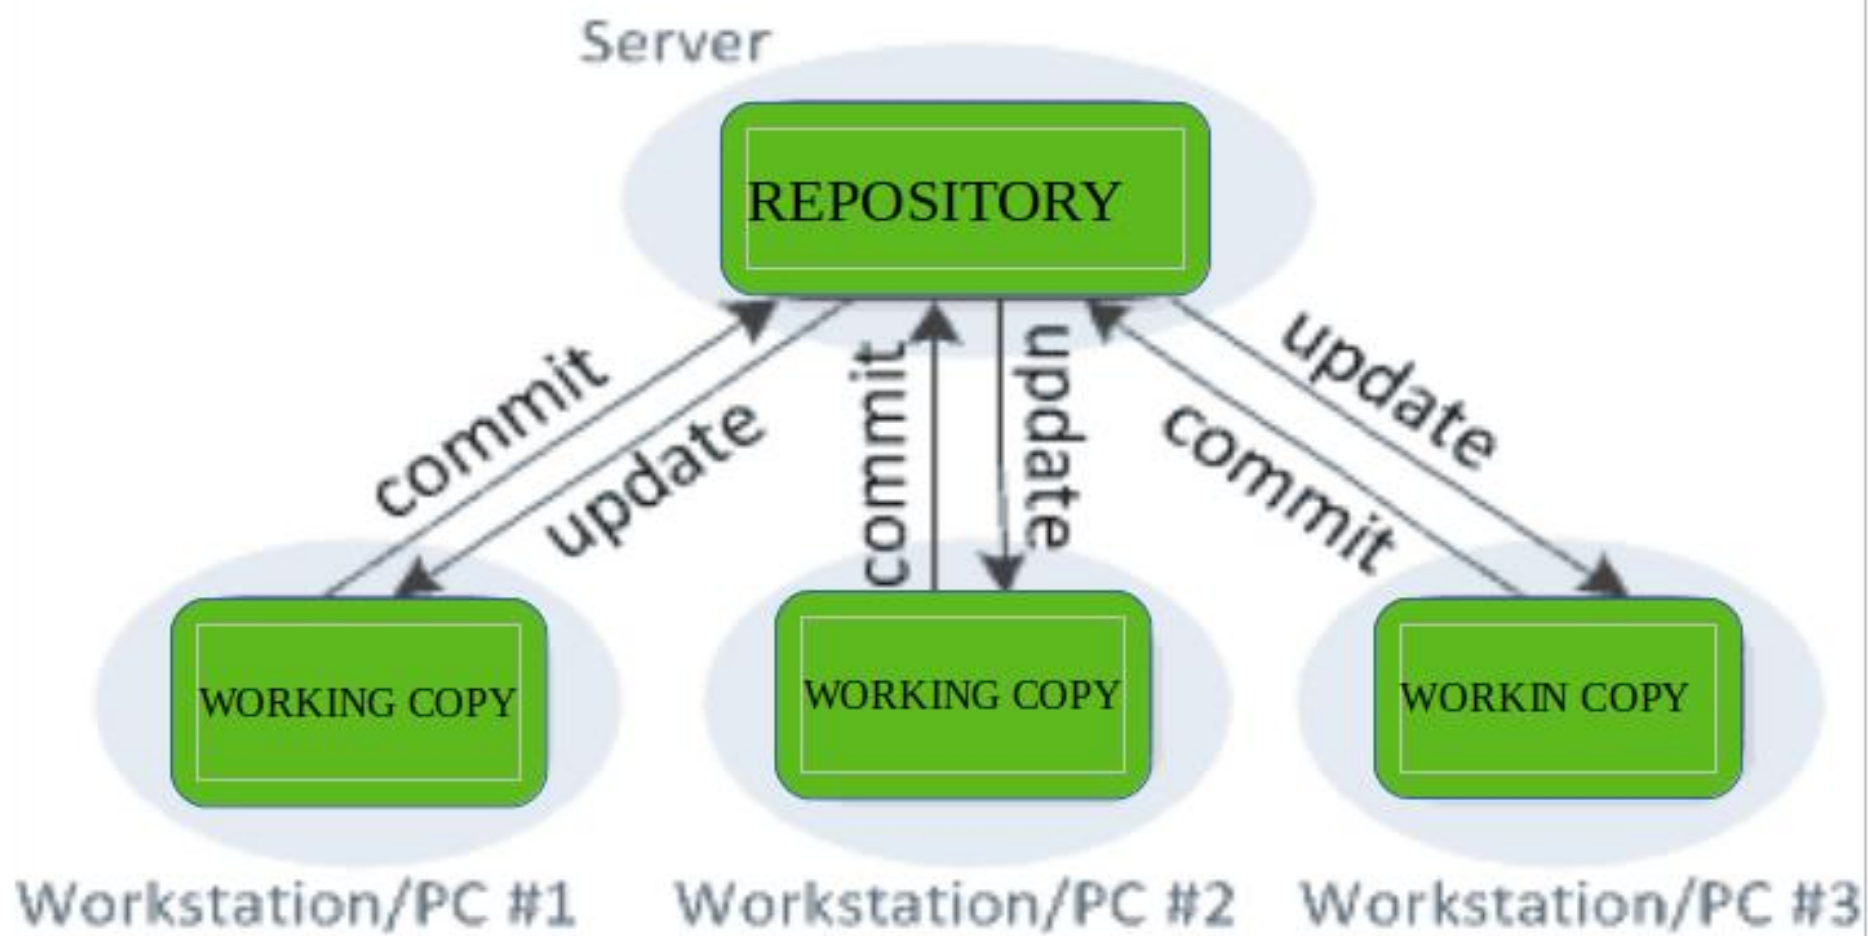 Server
REPOSITORY
commit
update
commit
update
commit
update
WORKING COPY
WORKING COPY
WORKIN COPY
Workstation/PC #1
Workstation/PC #2
Workstation/PC #3